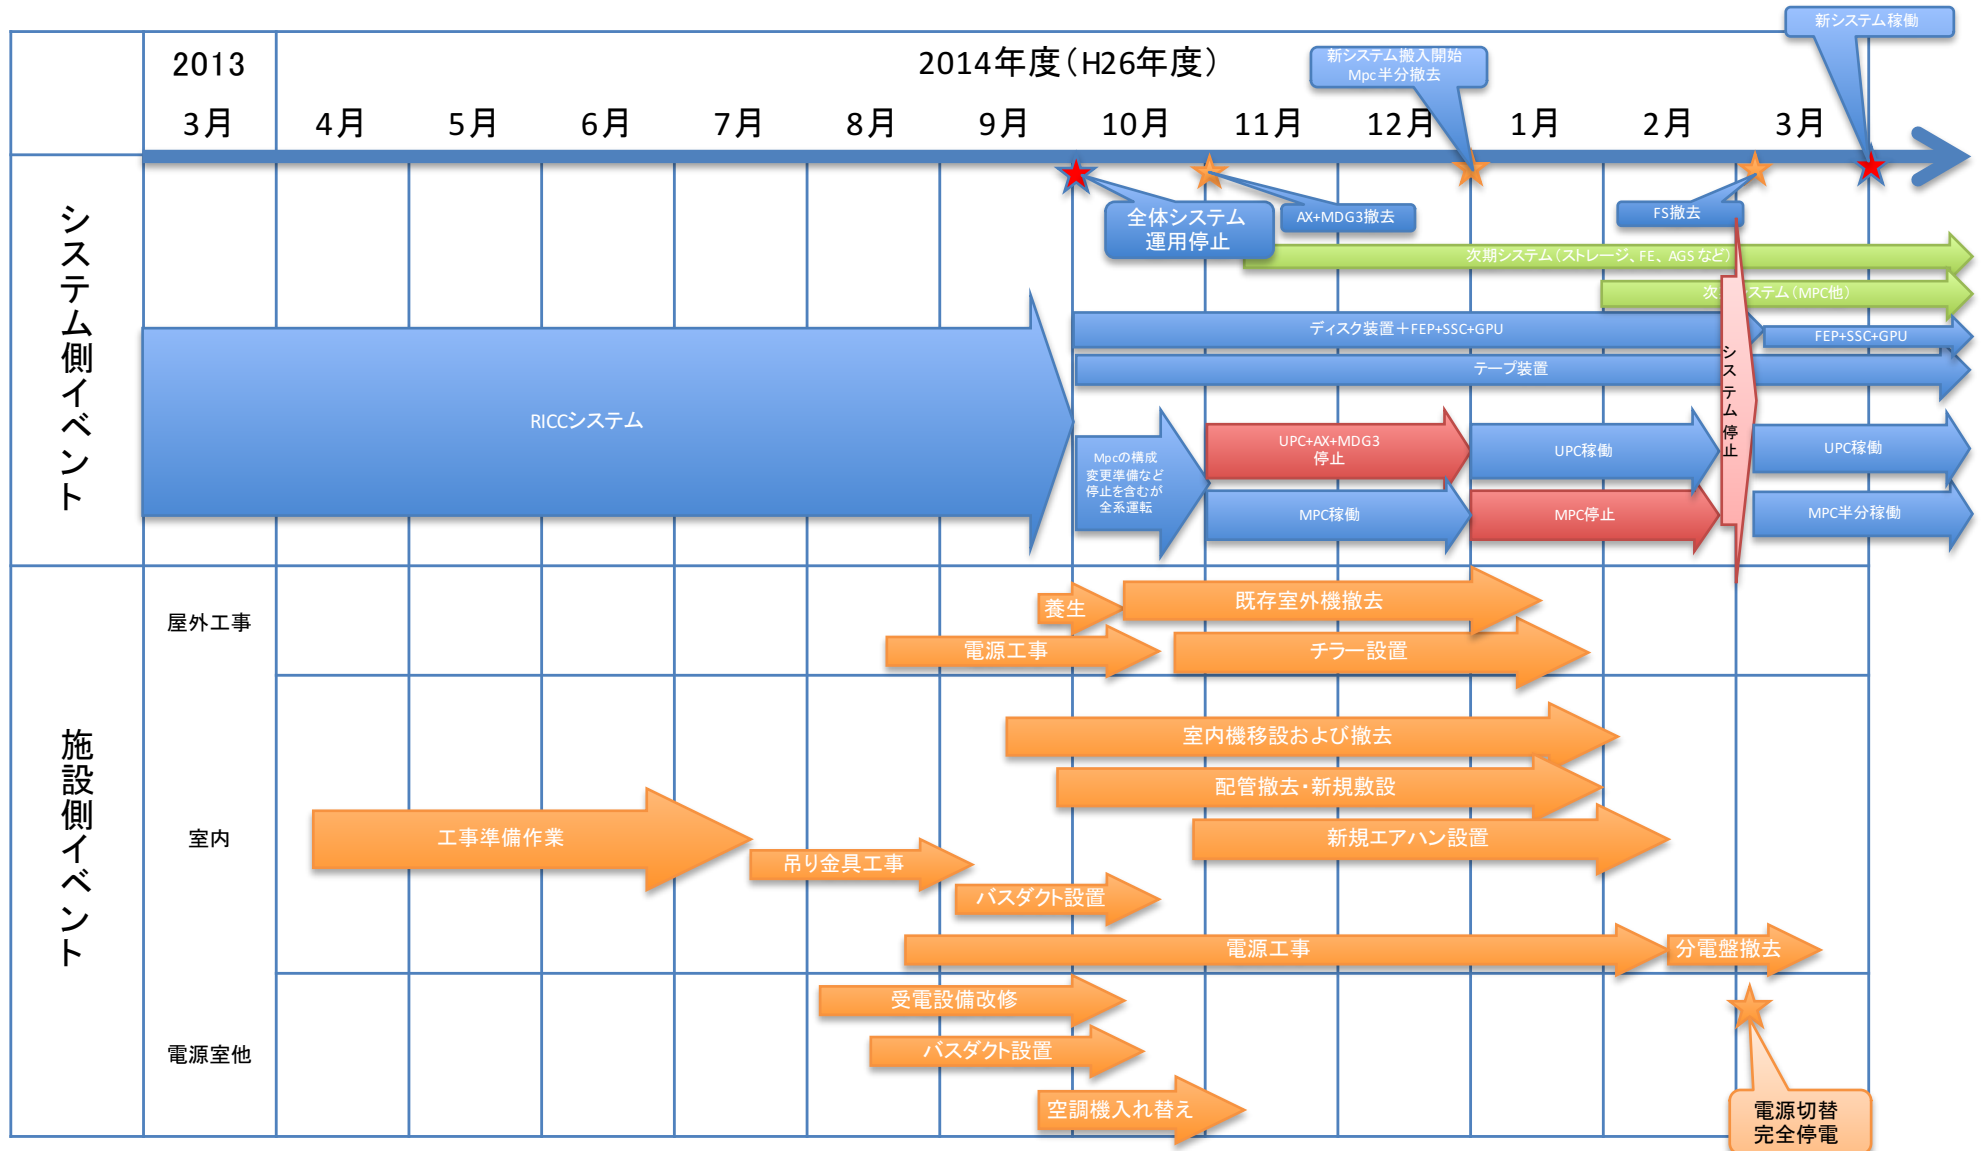 新システム稼働
2013
2014年度(H26年度)
新システム搬入開始
Mpc半分撤去
3月
4月
5月
6月
7月
8月
9月
10月
11月
12月
1月
2月
3月
システム側イベント
全体システム
運用停止
AX+MDG3撤去
FS撤去
次期システム(ストレージ、FE、AGSなど)
システム(MPC他)
ディスク装置+FEP+SSC+GPU
FEP+SSC+GPU
テープ装置
システム停止
RICCシステム
Mpcの構成
変更準備など
停止を含むが
全系運転
UPC+AX+MDG3
停止
UPC稼働
UPC稼働
MPC稼働
MPC停止
MPC半分稼働
施設側イベント
屋外工事
養生
既存室外機撤去
電源工事
チラー設置
室内
室内機移設および撤去
配管撤去・新規敷設
工事準備作業
新規エアハン設置
吊り金具工事
バスダクト設置
電源工事
分電盤撤去
電源室他
受電設備改修
バスダクト設置
空調機入れ替え
電源切替
完全停電